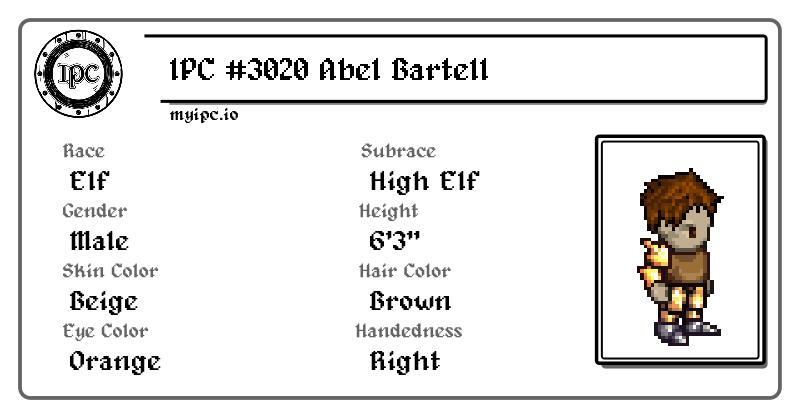 IPC
IPC #3020 Abel Bartell
myipc.io
Race
Elf
Subrace
High Elf
Gender
Male
Height
6'3"
Skin Color
Beige
Hair Color
Brown
Eye Color
Orange
Handedness
Right